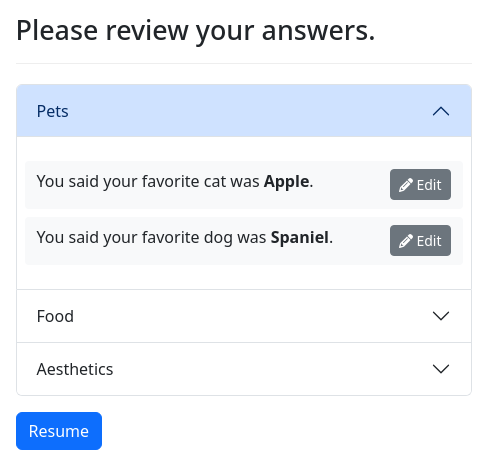 Please review your answers.
Pets
You said your favorite cat was Apple.
Edit
You said your favorite dog was Spaniel.
Edit
Food
Aesthetics
Resume